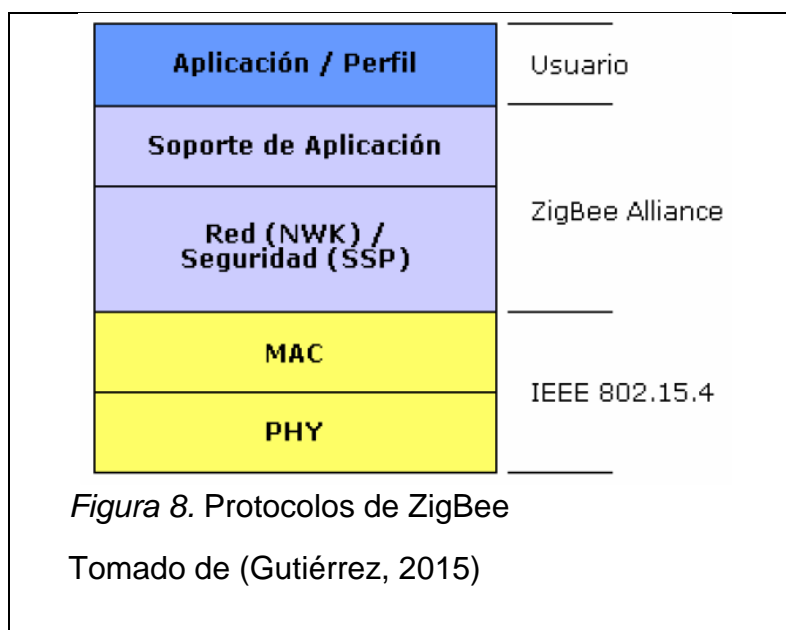 Aplicación / Perfil
Usuario
Soporte de Aplicación
Red (NWK) /
Seguridad (SSP)
ZigBee Alliance
MAC
PHY
IEEE 802.15.4
Figura 8. Protocolos de ZigBee
Tomado de (Gutiérrez, 2015)